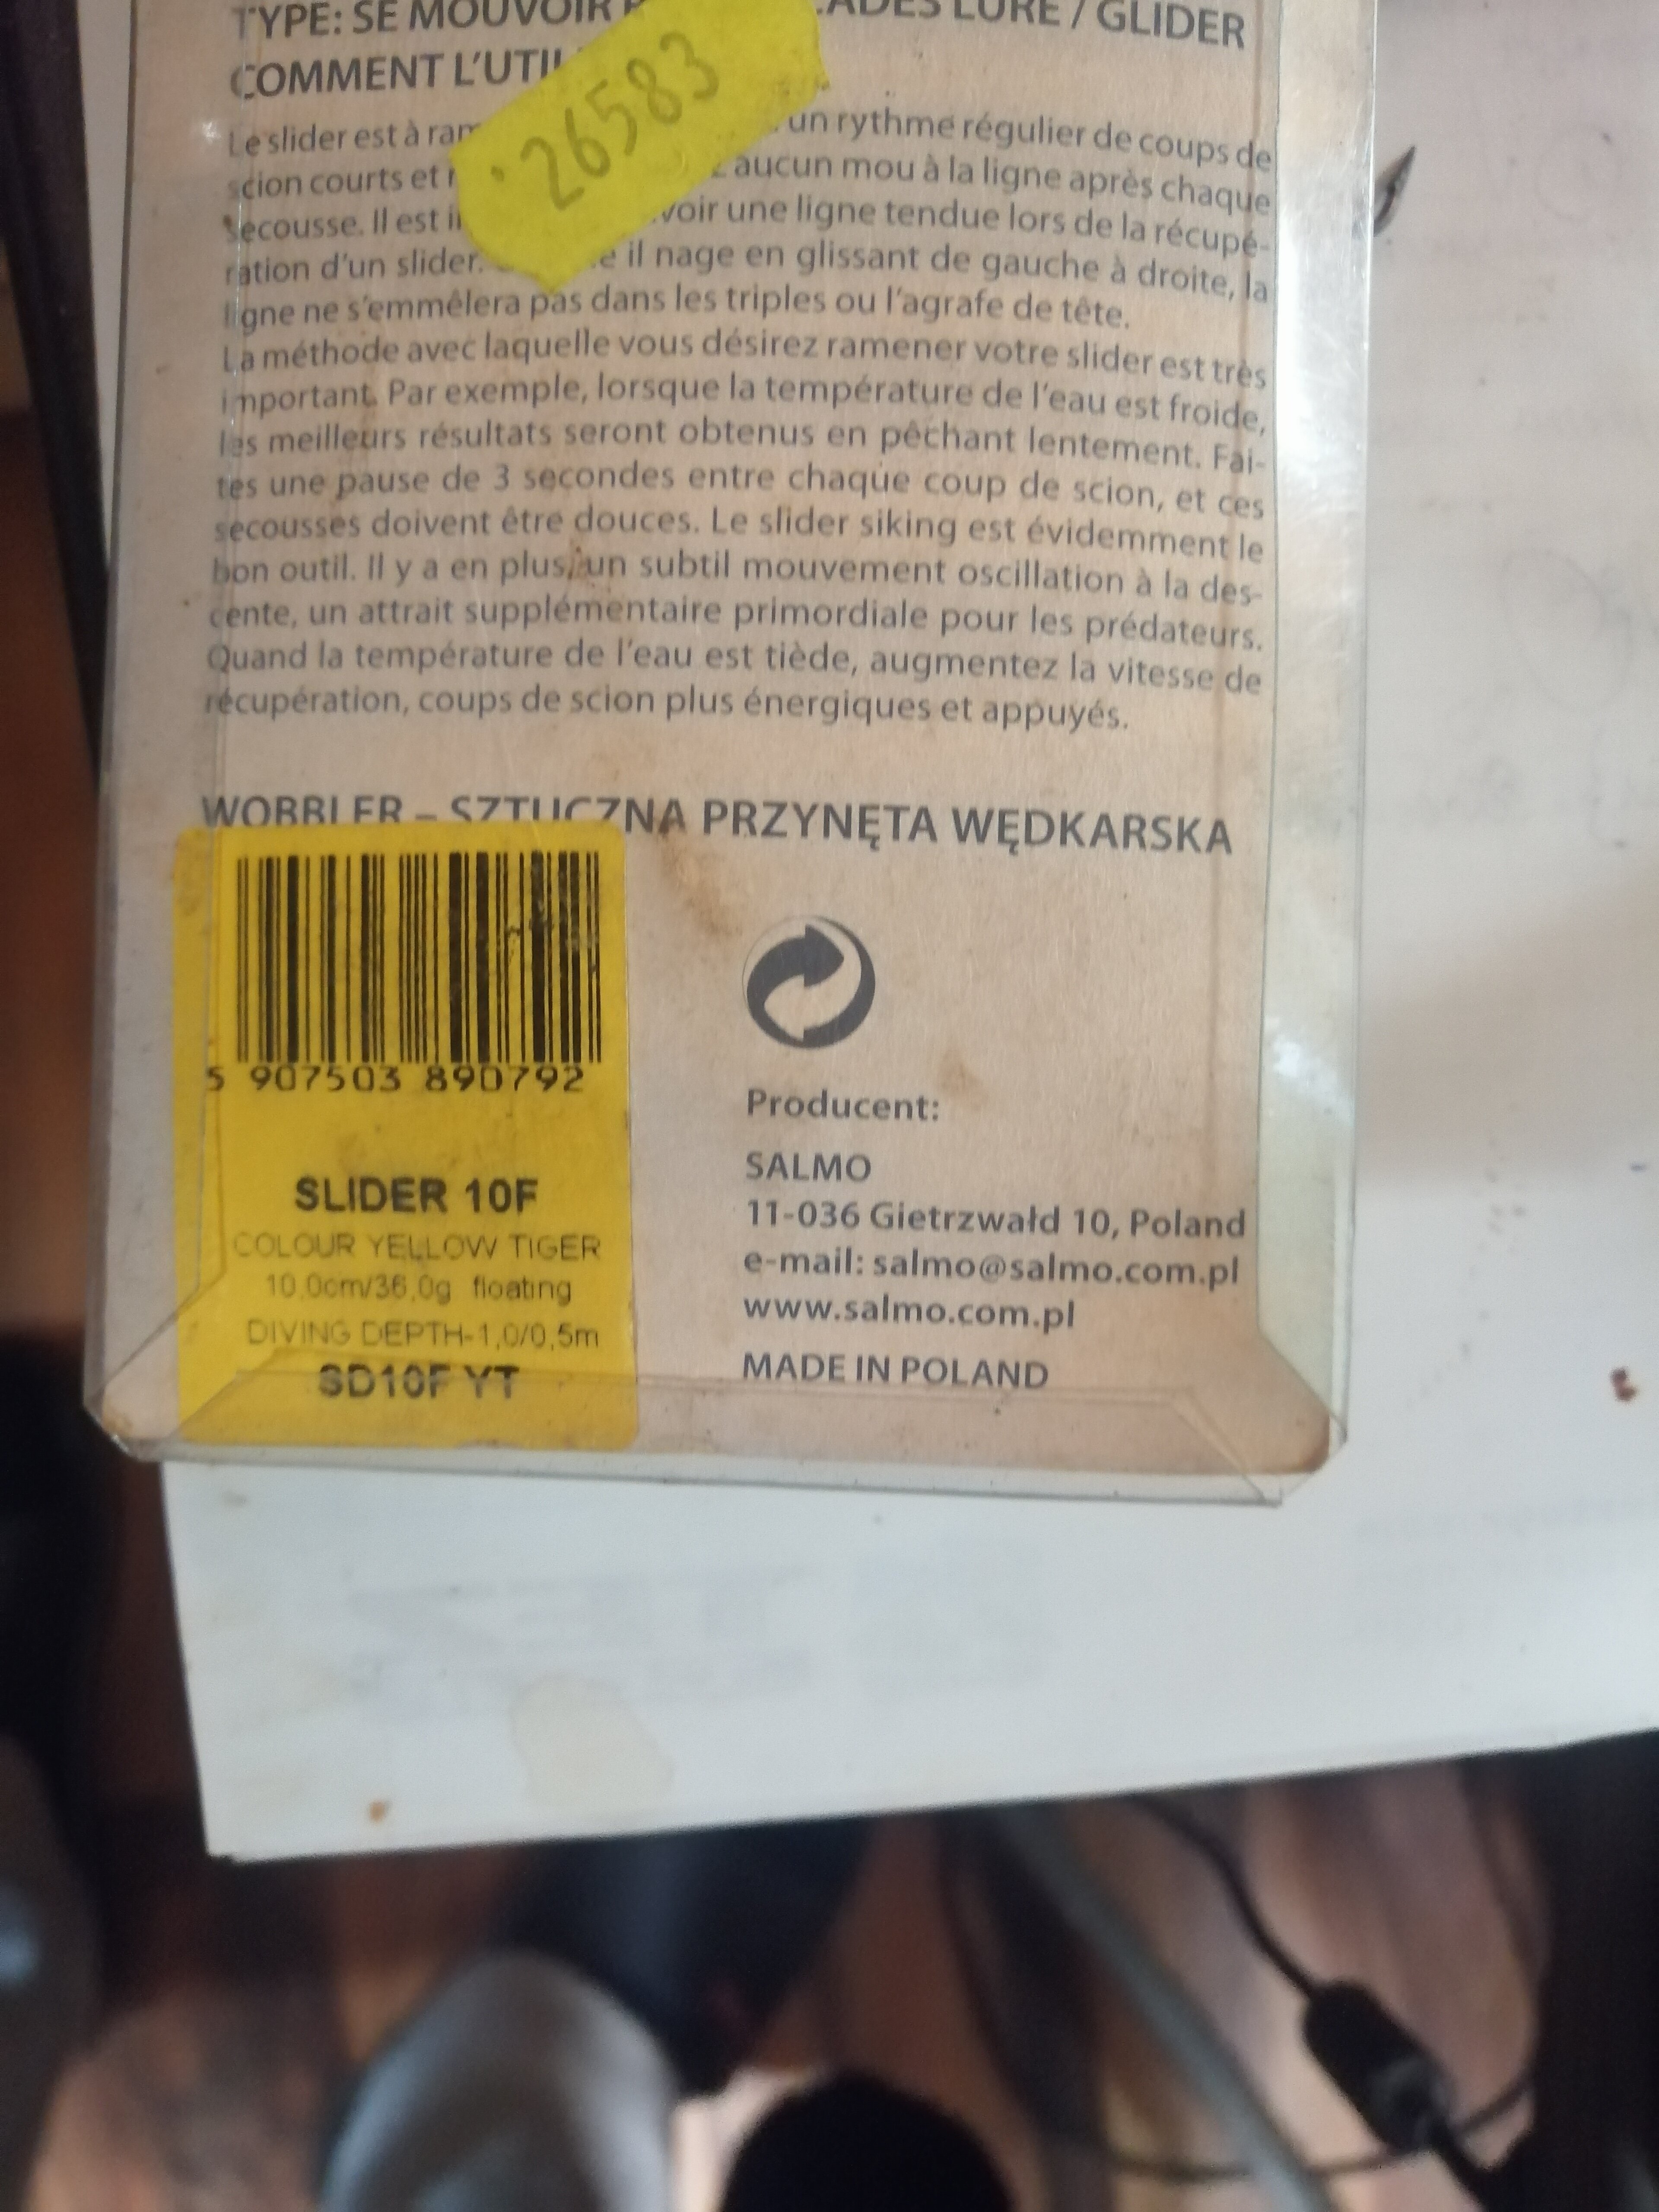 TYPE: SE MOUVOIR LURE / GLIDER
COMMENT L'UTIL
Le slider est à ram un rythme régulier de coups de
scion courts et aucun mou à la ligne après chaque
secousse. Il est i voir une ligne tendue lors de la récupé-
ration d'un slider. il nage en glissant de gauche à droite, la
ligne ne s'emmêlera pas dans les triples ou l'agrafe de tête.
La méthode avec laquelle vous désirez ramener votre slider est très
important. Par exemple, lorsque la température de l'eau est froide,
les meilleurs résultats seront obtenus en pêchant lentement. Fai-
tes une pause de 3 secondes entre chaque coup de scion, et ces
secousses doivent être douces. Le slider siking est évidemment le
bon outil. Il y a en plus, un subtil mouvement oscillation à la des-
cente, un attrait supplémentaire primordiale pour les prédateurs.
Quand la température de l'eau est tiède, augmentez la vitesse de
récupération, coups de scion plus énergiques et appuyés.
26583
WOBBLER – SZTUCZNA PRZYNĘTA WĘDKARSKA
5 907503 890792
SLIDER 10F
COLOUR YELLOW TIGER
10,0cm/36,0g floating
DIVING DEPTH-1,0/0,5m
SD10F YT
Producent:
SALMO
11-036 Gietrzwałd 10, Poland
e-mail: salmo@salmo.com.pl
www.salmo.com.pl
MADE IN POLAND